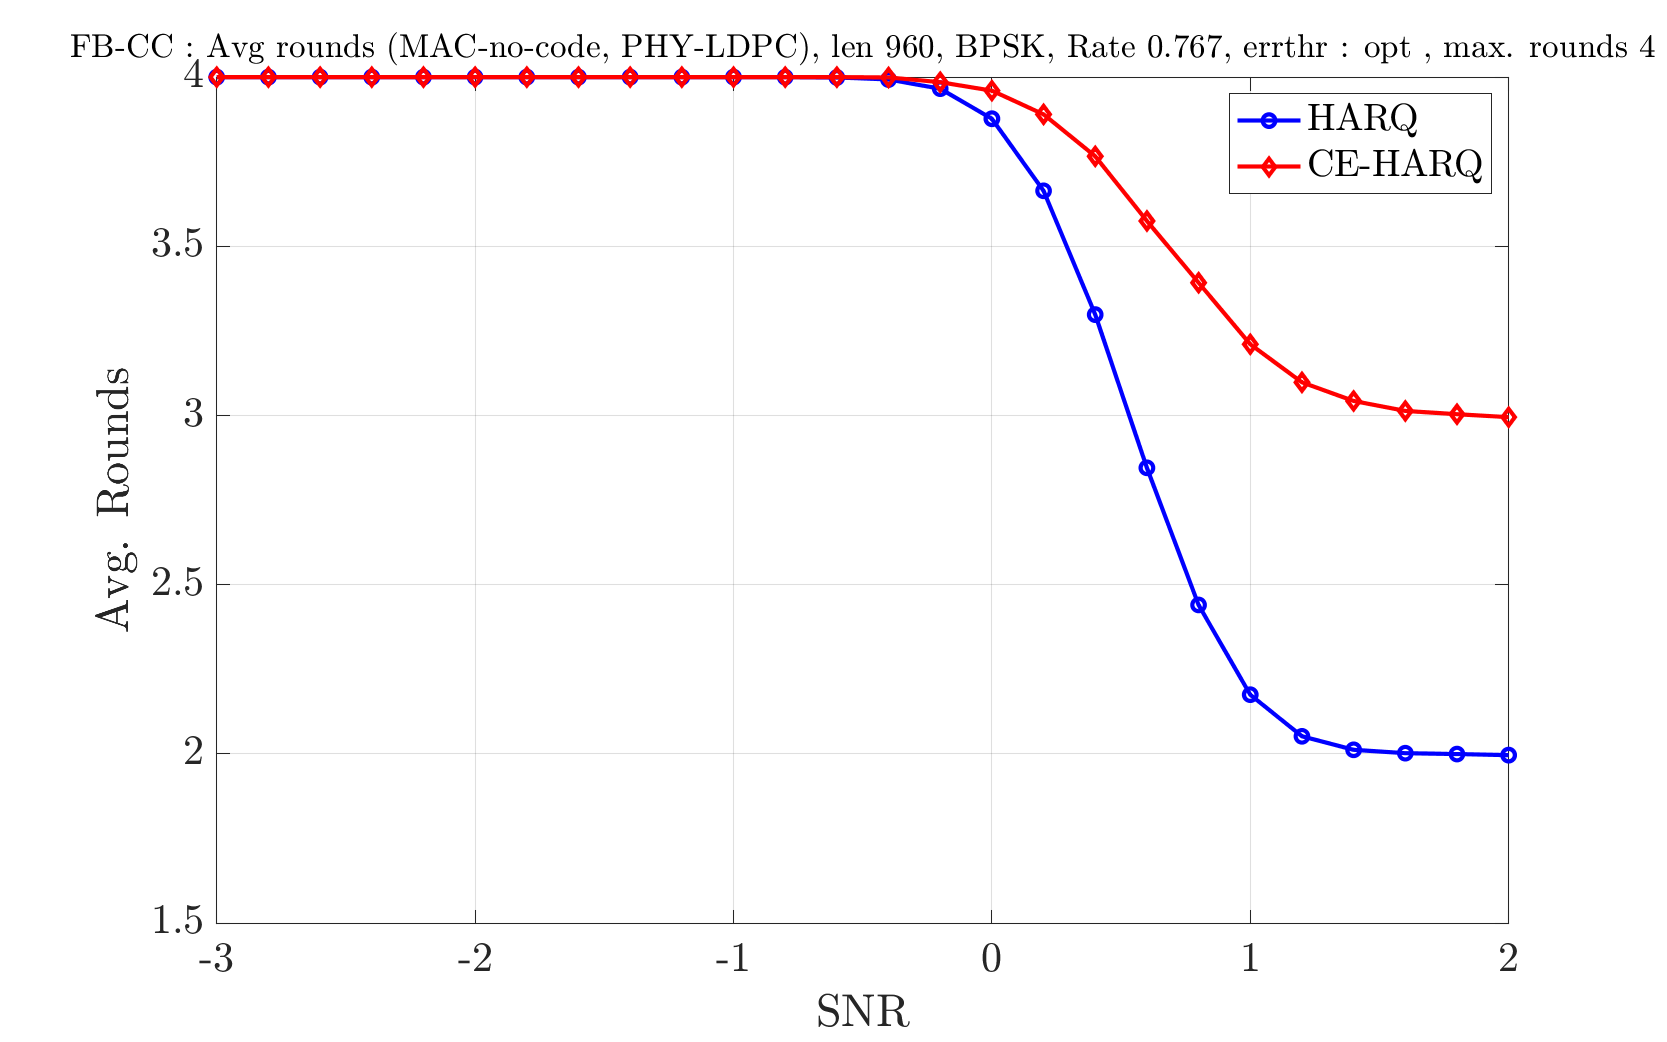 FB-CC : Avg rounds (MAC-no-code, PHY-LDPC), len 960, BPSK, Rate 0.767, errthr : opt , max. rounds 4
4
3.5
3
2.5
2
1.5
Avg. Rounds
HARQ
CE-HARQ
-3 -2 -1 0 1 2
SNR